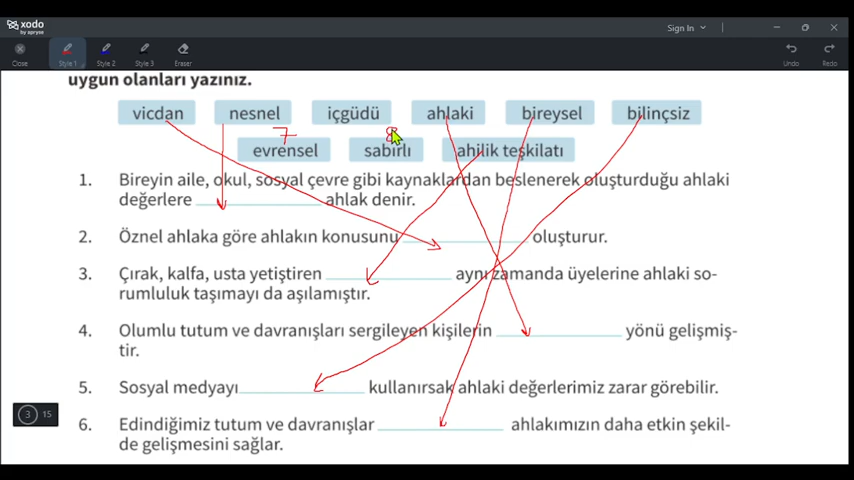 xodo
by apryse
Sign In
Close
Style 1
Style 2
Style 3
Eraser
Undo
Redo
uygun olanları yazınız.
vicdan nesnel içgüdü ahlaki bireysel bilinçsiz
7 8
evrensel sabırlı ahilik teşkilatı
1. Bireyin aile, okul, sosyal çevre gibi kaynaklardan beslenerek oluşturduğu ahlaki
değerlere ahlak denir.
2. Öznel ahlaka göre ahlakın konusunu oluşturur.
3. Çırak, kalfa, usta yetiştiren aynı zamanda üyelerine ahlaki so-
rumluluk taşımayı da aşılamıştır.
4. Olumlu tutum ve davranışları sergileyen kişilerin yönü gelişmiş-
tir.
5. Sosyal medyayı kullanırsak ahlaki değerlerimiz zarar görebilir.
3 15
6. Edindiğimiz tutum ve davranışlar ahlakımızın daha etkin şekil-
de gelişmesini sağlar.